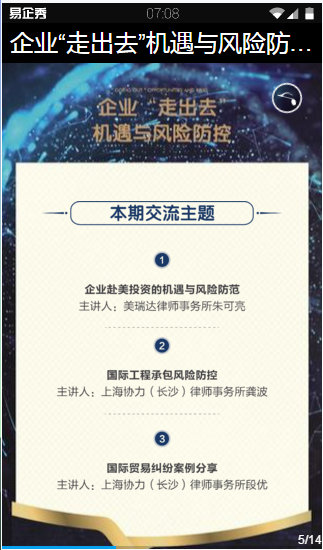 易企秀
07:08
企业“走出去”机遇与风险防...
企业“走出去”
机遇与风险防控
本期交流主题
1
企业赴美投资的机遇与风险防范
主讲人：美瑞达律师事务所朱可亮
2
国际工程承包风险防控
主讲人：上海协力（长沙）律师事务所龚波
3
国际贸易纠纷案例分享
主讲人：上海协力（长沙）律师事务所段优
5/14